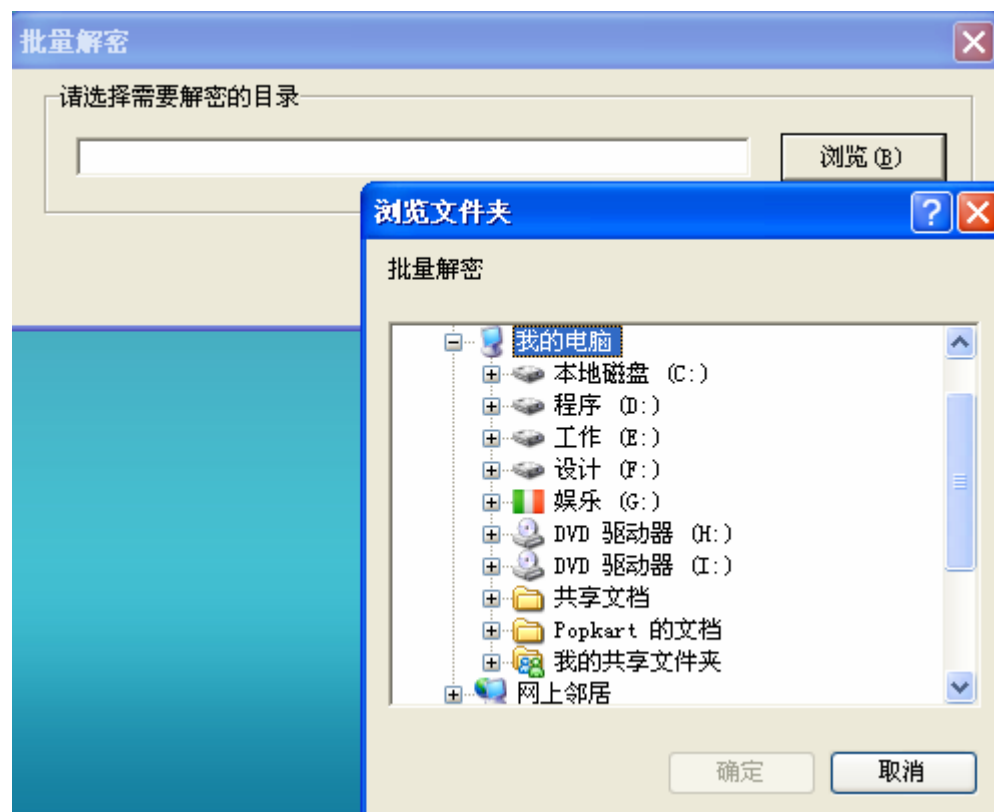 批量解密
请选择需要解密的目录
浏览(B)
浏览文件夹
批量解密
我的电脑
本地磁盘 (C:)
程序 (D:)
工作 (E:)
设计 (F:)
娱乐 (G:)
DVD 驱动器 (H:)
DVD 驱动器 (I:)
共享文档
Popkart 的文档
我的共享文件夹
网上邻居
确定 取消